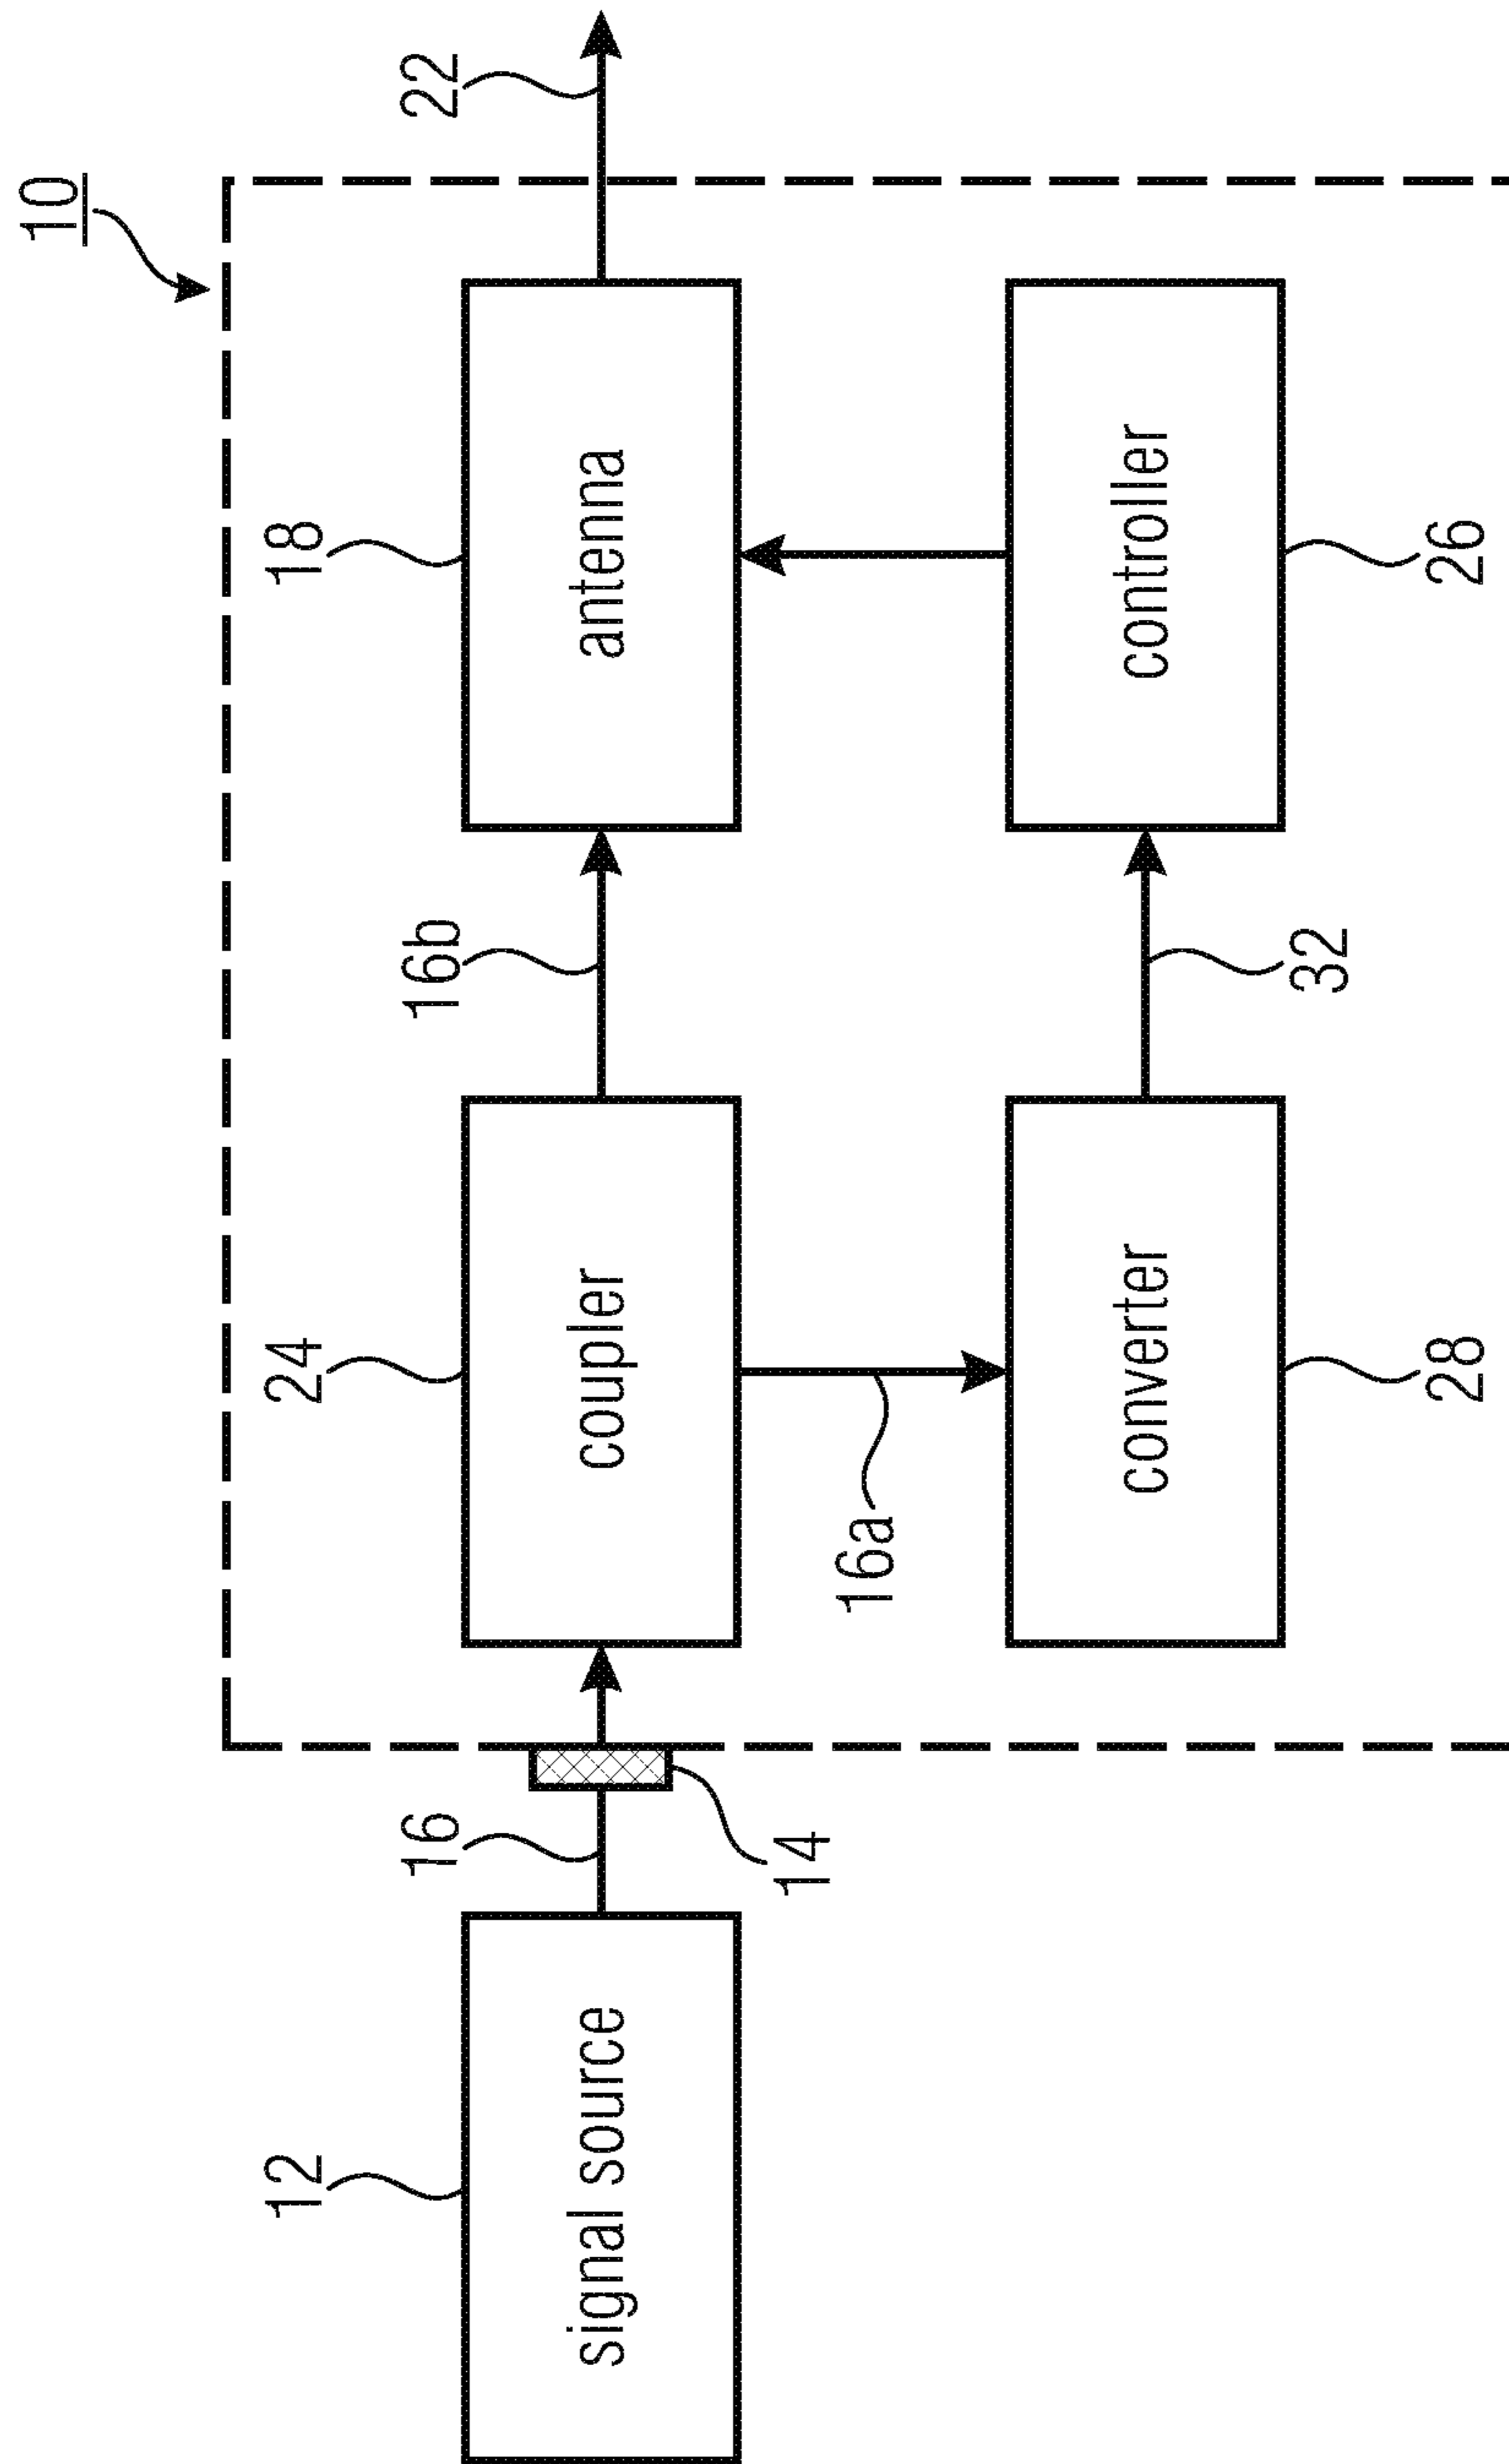 10
12
signal source
16
14
24
coupler
16a
16b
18
antenna
22
converter
28
32
controller
26